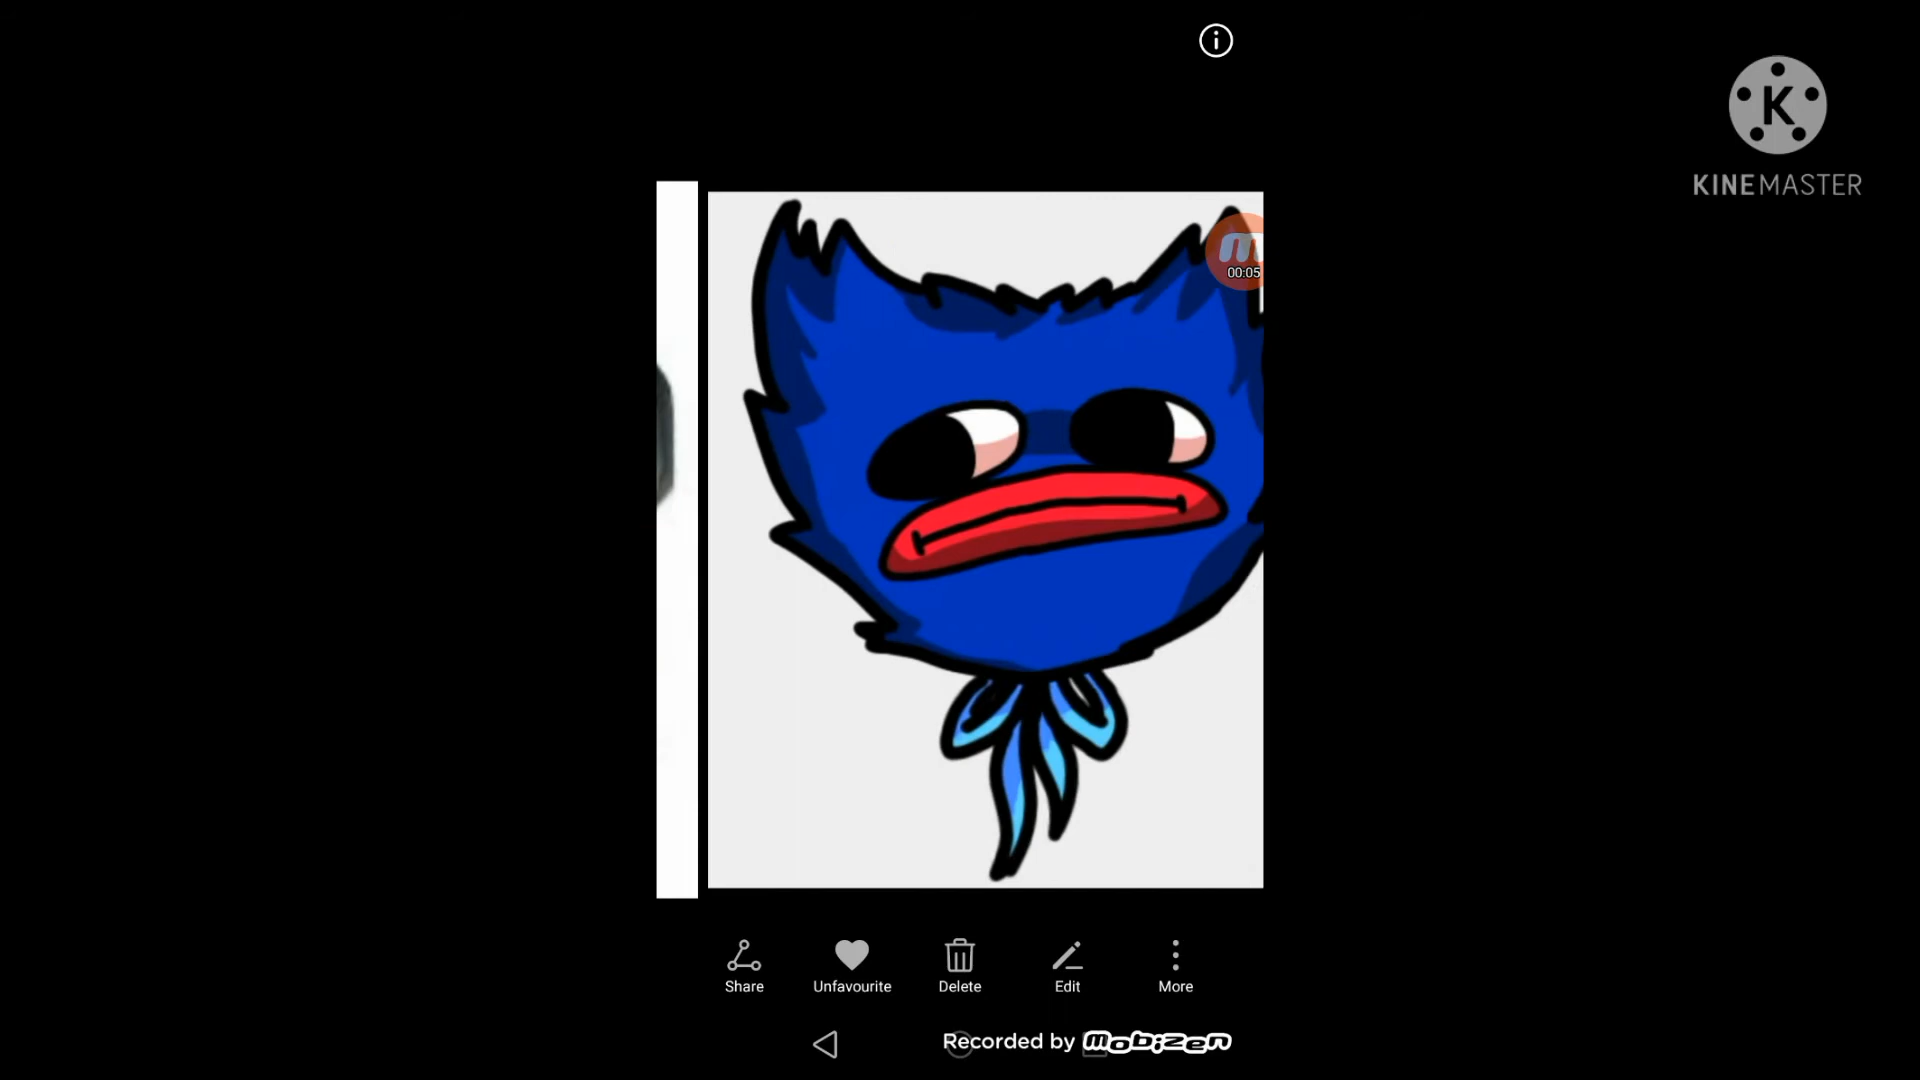 K
KINEMASTER
00:05
Share
Unfavourite
Delete
Edit
More
Recorded by mobizen